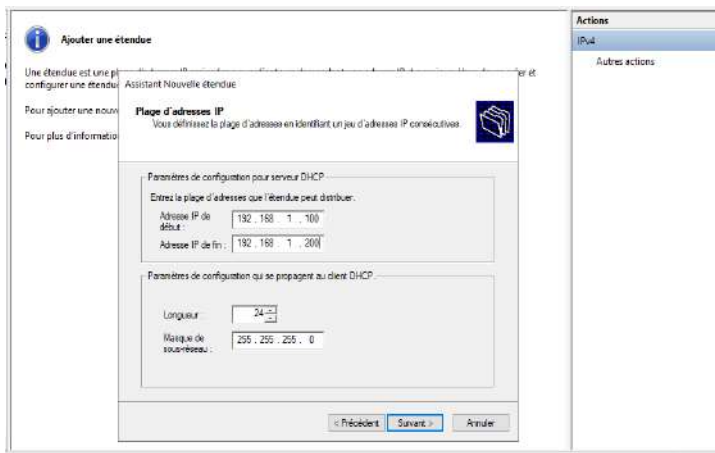 Ajouter une étendue
Une étendue est une pl
er et
configurer une étendu
Pour ajouter une nouv
Pour plus d'informatio
Assistant Nouvelle étendue
Plage d'adresses IP
Vous définissez la plage d'adresses en identifiant un jeu d'adresses IP consécutives.
Paramètres de configuration pour serveur DHCP
Entrez la plage d'adresses que l'étendue peut distribuer.
Adresse IP de
début :
192 . 168 . 1 . 100
Adresse IP de fin :
192 . 168 . 1 . 200
Paramètres de configuration qui se propagent au client DHCP.
Longueur :
24
Masque de
sous-réseau :
255 . 255 . 255 . 0
< Précédent
Suivant >
Annuler
Actions
IPv4
Autres actions